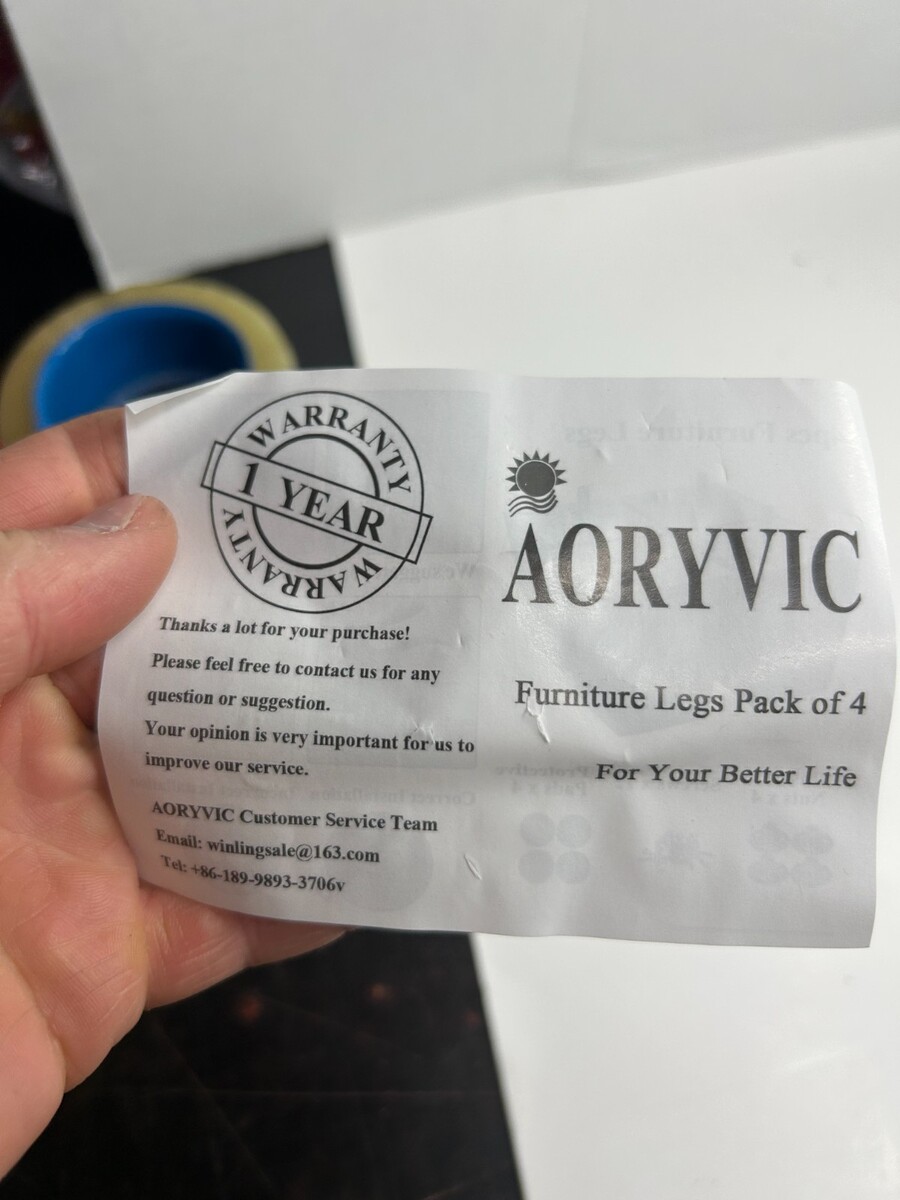 WARRANTY
1 YEAR
WARRANTY
Thanks a lot for your purchase!
Please feel free to contact us for any
question or suggestion.
Your opinion is very important for us to
improve our service.
AORYVIC Customer Service Team
Email: winlingsale@163.com
Tel: +86-189-9893-3706v
AORYVIC
Furniture Legs Pack of 4
For Your Better Life